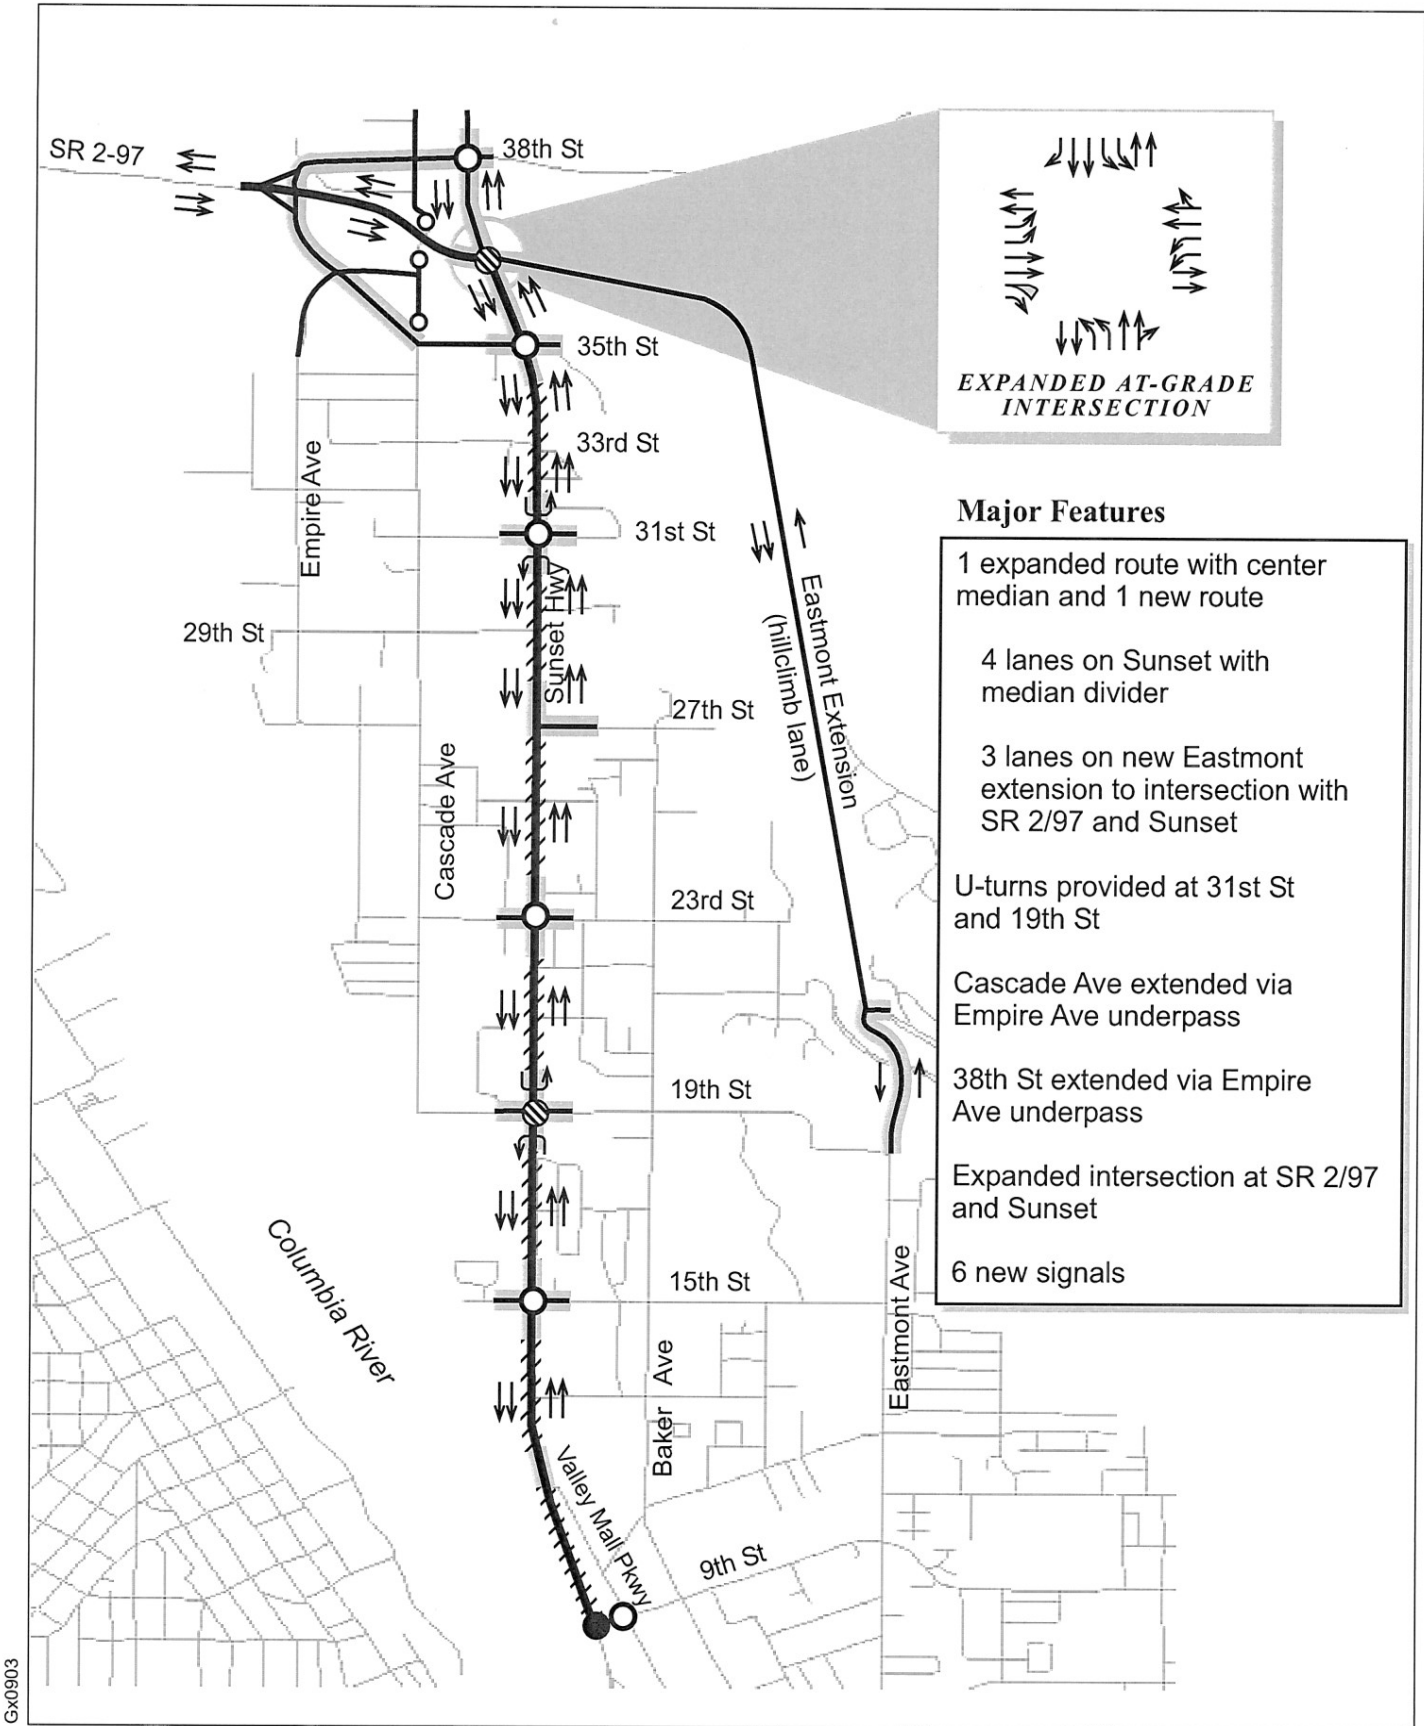 SR 2-97
38th St
35th St
EXPANDED AT-GRADE
INTERSECTION
33rd St
Empire Ave
31st St
Sunset Hwy
29th St
Eastmont Extension
(hillclimb lane)
27th St
Cascade Ave
23rd St
19th St
15th St
Columbia River
Baker Ave
Eastmont Ave
Valley Mall Pkwy
9th St
Major Features
1 expanded route with center
median and 1 new route
4 lanes on Sunset with
median divider
3 lanes on new Eastmont
extension to intersection with
SR 2/97 and Sunset
U-turns provided at 31st St
and 19th St
Cascade Ave extended via
Empire Ave underpass
38th St extended via Empire
Ave underpass
Expanded intersection at SR 2/97
and Sunset
6 new signals
Gx0903